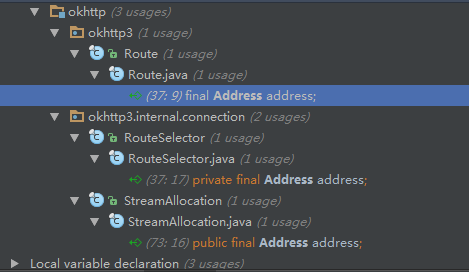 okhttp (3 usages)
okhttp3 (1 usage)
Route (1 usage)
Route.java (1 usage)
(37: 9) final Address address;
okhttp3.internal.connection (2 usages)
RouteSelector (1 usage)
RouteSelector.java (1 usage)
(37: 17) private final Address address;
StreamAllocation (1 usage)
StreamAllocation.java (1 usage)
(73: 16) public final Address address;
Local variable declaration (3 usages)